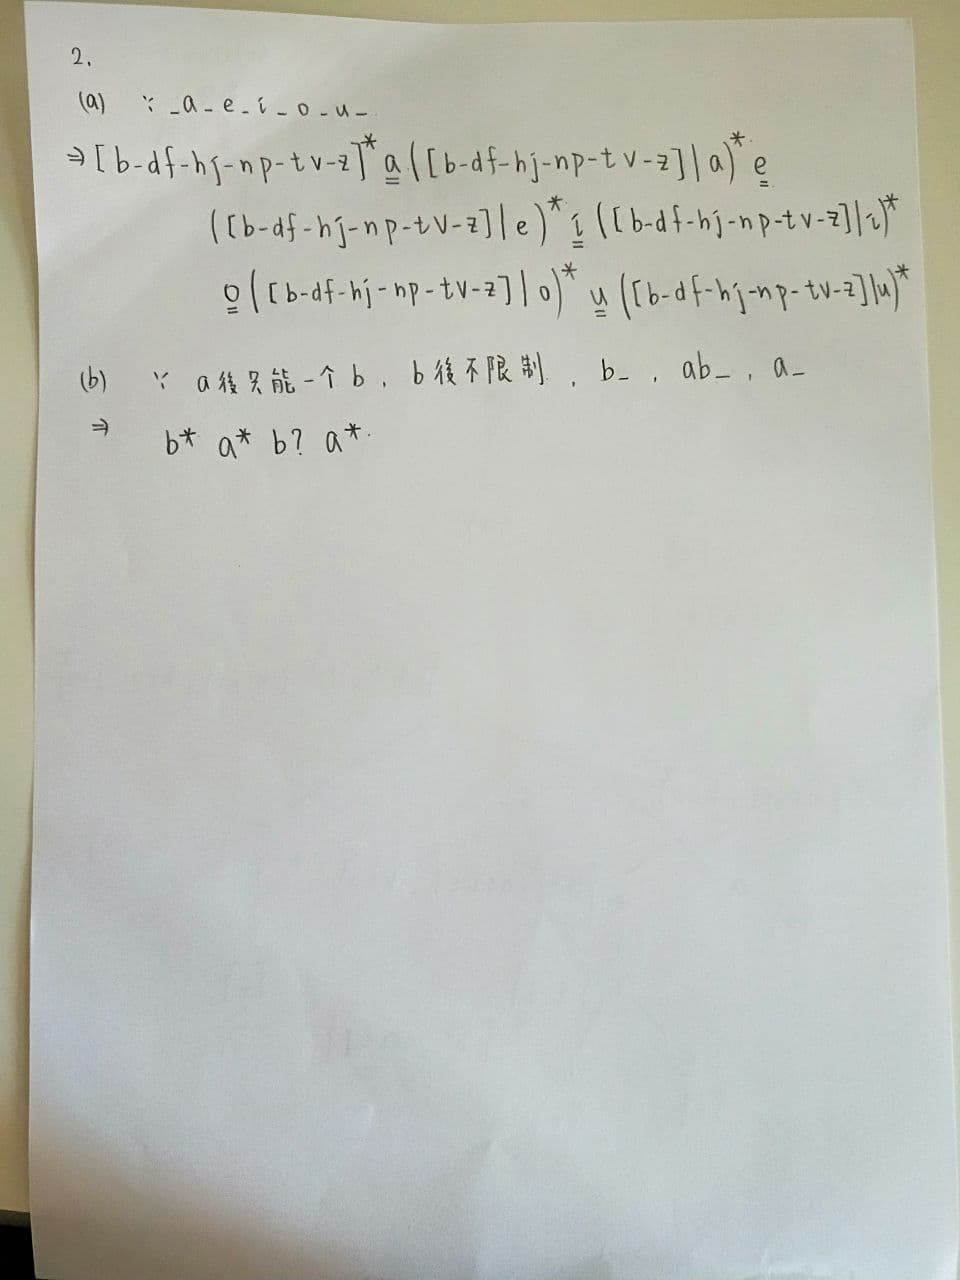 2.
(a) ∵ _a_e_i_o_u_
⇒ [b-df-hj-np-tv-z]* a ([b-df-hj-np-tv-z]|a)* e
([b-df-hj-np-tv-z]|e)* i ([b-df-hj-np-tv-z]|i)*
o ([b-df-hj-np-tv-z]|o)* u ([b-df-hj-np-tv-z]|u)*
(b) ∵ a後只能一个b, b後不限制, b_, ab_, a_
⇒ b* a* b? a*.